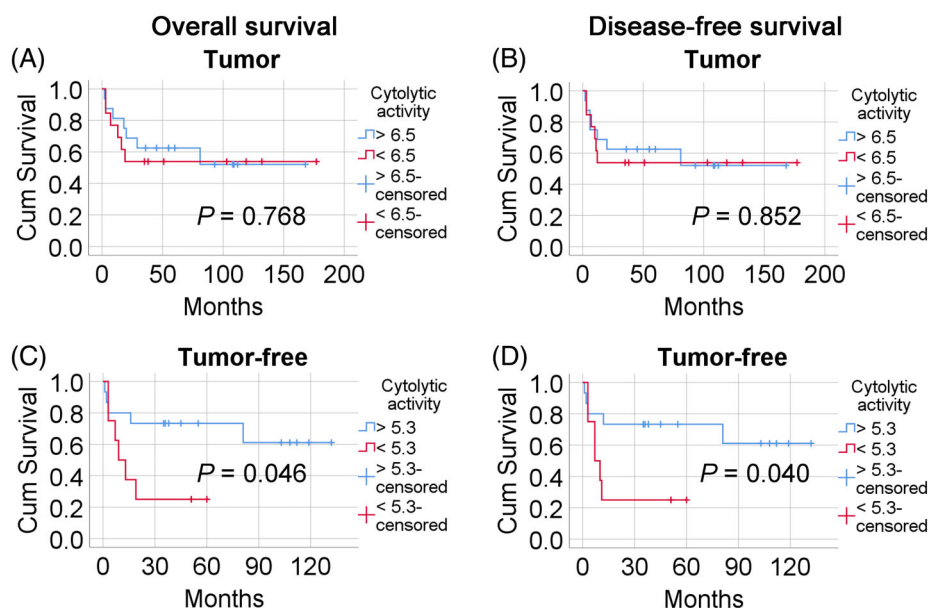 Overall survival
Disease-free survival
(A)
Tumor
Cum Survival
1.0
0.8
0.6
0.4
0.2
0.0
P = 0.768
0
50
100
150
200
Months
Cytolytic
activity
> 6.5
< 6.5
> 6.5-
censored
< 6.5-
censored
(B)
Tumor
Cum Survival
1.0
0.8
0.6
0.4
0.2
0.0
P = 0.852
0
50
100
150
200
Months
Cytolytic
activity
> 6.5
< 6.5
> 6.5-
censored
< 6.5-
censored
(C)
Tumor-free
Cum Survival
1.0
0.8
0.6
0.4
0.2
0.0
P = 0.046
0
30
60
90
120
Months
Cytolytic
activity
> 5.3
< 5.3
> 5.3-
censored
< 5.3-
censored
(D)
Tumor-free
Cum Survival
1.0
0.8
0.6
0.4
0.2
0.0
P = 0.040
0
30
60
90
120
Months
Cytolytic
activity
> 5.3
< 5.3
> 5.3-
censored
< 5.3-
censored